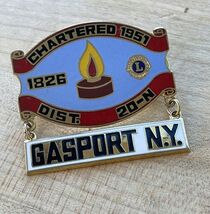 CHARTERED 1951
1826
L
DIST. 20-N
GASPORT N.Y.